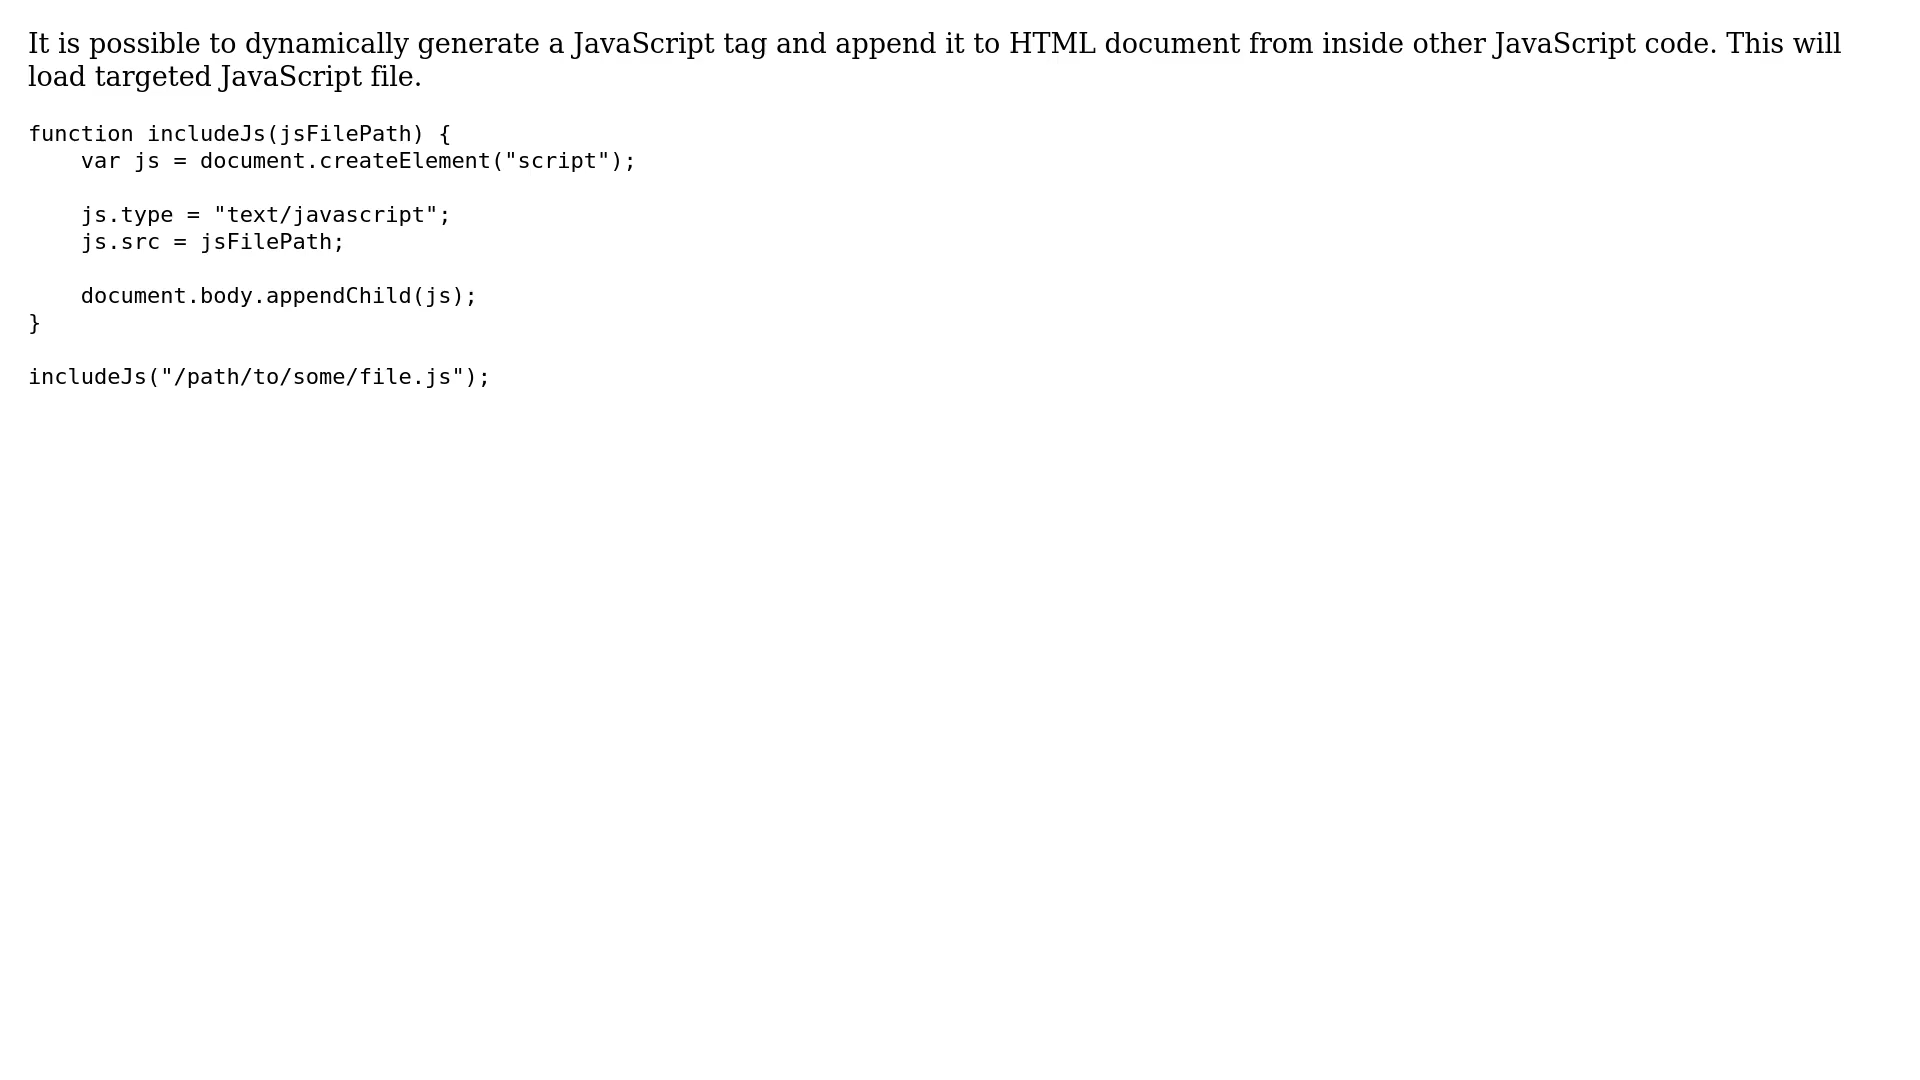 It is possible to dynamically generate a JavaScript tag and append it to HTML document from inside other JavaScript code. This will
load targeted JavaScript file.
function includeJs(jsFilePath) {
    var js = document.createElement("script");

    js.type = "text/javascript";
    js.src = jsFilePath;

    document.body.appendChild(js);
}

includeJs("/path/to/some/file.js");